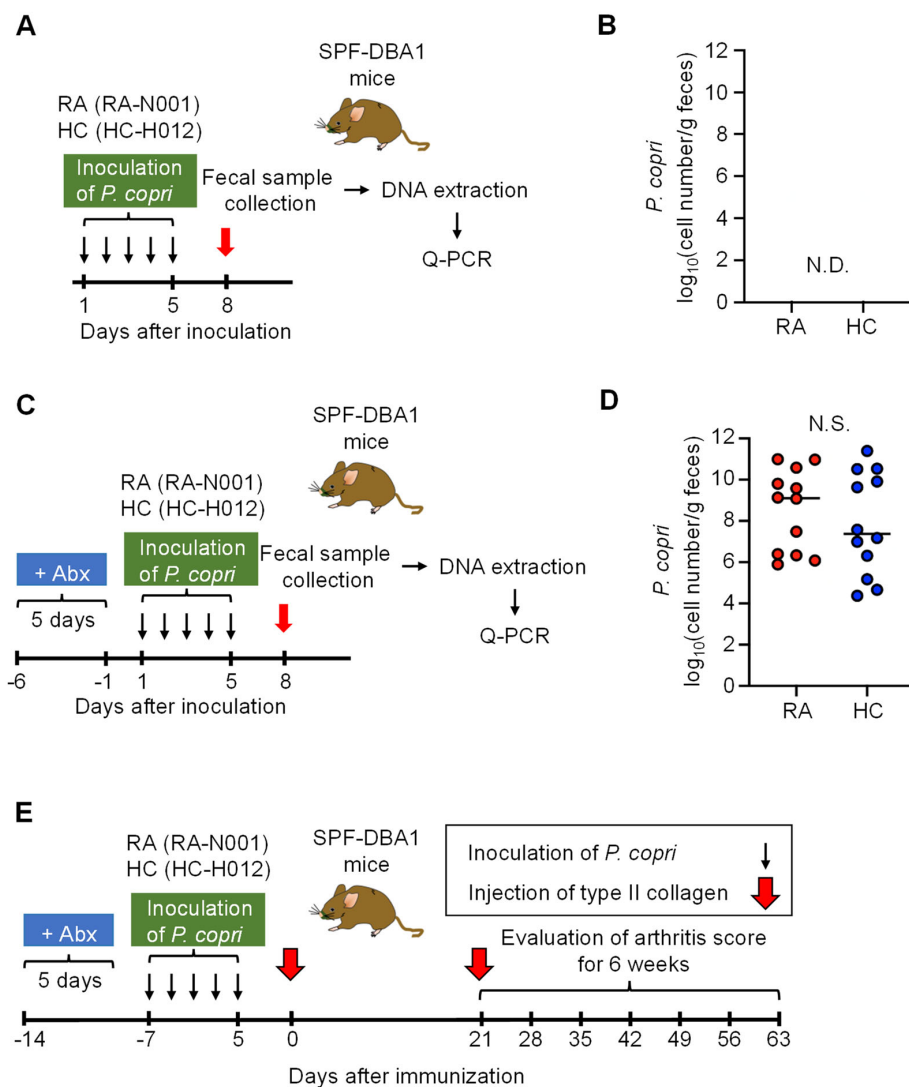 A
SPF-DBA1
mice
RA (RA-N001)
HC (HC-H012)
Inoculation
of P. copri
Fecal sample
collection
DNA extraction
Q-PCR
1
5
8
Days after inoculation
B
P. copri
log10(cell number/g feces)
12
10
8
6
4
2
0
N.D.
RA
HC
C
SPF-DBA1
mice
RA (RA-N001)
HC (HC-H012)
+ Abx
5 days
Inoculation
of P. copri
Fecal sample
collection
DNA extraction
Q-PCR
-6
-1
1
5
8
Days after inoculation
D
N.S.
P. copri
log10(cell number/g feces)
12
10
8
6
4
2
0
RA
HC
E
RA (RA-N001)
HC (HC-H012)
SPF-DBA1
mice
Inoculation of P. copri
Injection of type II collagen
+ Abx
5 days
Inoculation
of P. copri
Evaluation of arthritis score
for 6 weeks
-14
-7
5
0
21
28
35
42
49
56
63
Days after immunization